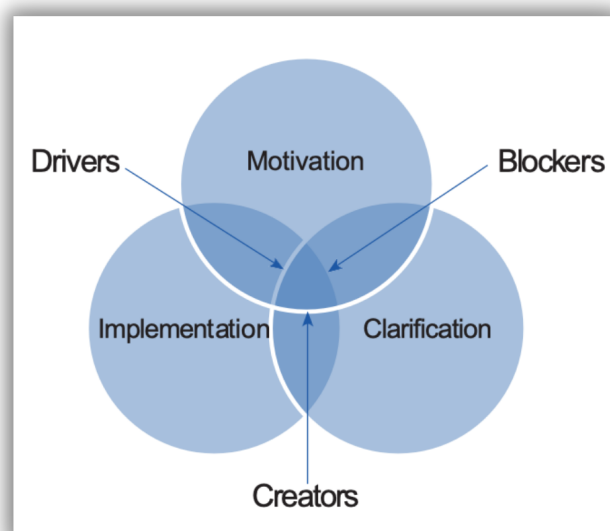 Motivation
Drivers
Blockers
Implementation
Clarification
Creators